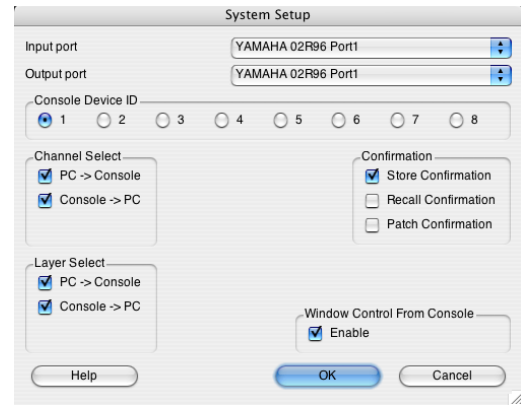 System Setup
Input port
YAMAHA 02R96 Port1
Output port
YAMAHA 02R96 Port1
Console Device ID
1 2 3 4 5 6 7 8
Channel Select
PC -> Console
Console -> PC
Confirmation
Store Confirmation
Recall Confirmation
Patch Confirmation
Layer Select
PC -> Console
Console -> PC
Window Control From Console
Enable
Help
OK
Cancel